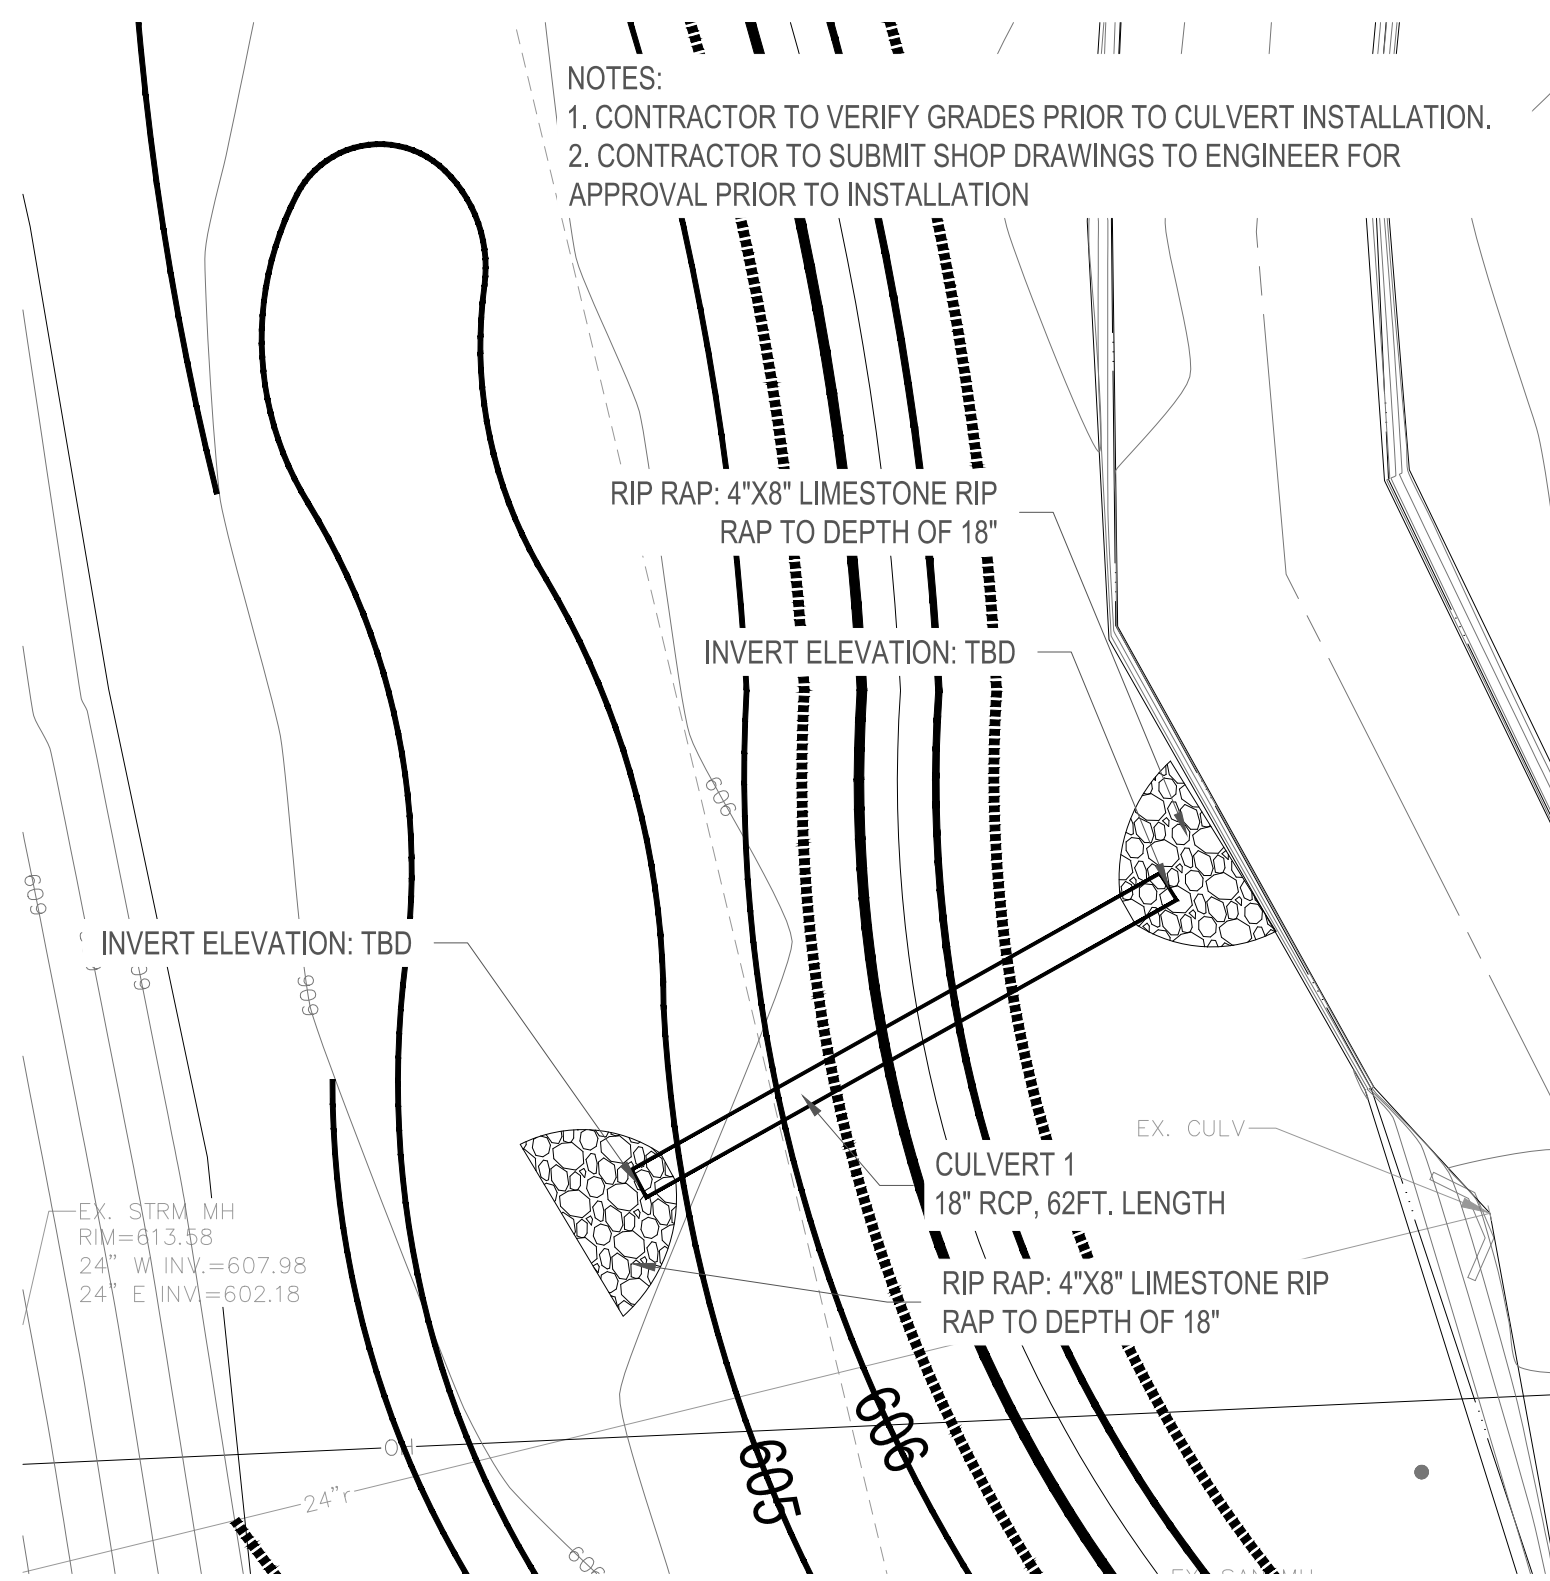 NOTES:
1. CONTRACTOR TO VERIFY GRADES PRIOR TO CULVERT INSTALLATION.
2. CONTRACTOR TO SUBMIT SHOP DRAWINGS TO ENGINEER FOR
APPROVAL PRIOR TO INSTALLATION
RIP RAP: 4"X8" LIMESTONE RIP
RAP TO DEPTH OF 18"
INVERT ELEVATION: TBD
606
609
INVERT ELEVATION: TBD
606
EX. CULV
CULVERT 1
18" RCP, 62FT. LENGTH
EX. STRM MH
RIM=613.58
24" W INV.=607.98
24" E INV.=602.18
RIP RAP: 4"X8" LIMESTONE RIP
RAP TO DEPTH OF 18"
606
605
OH
24"r